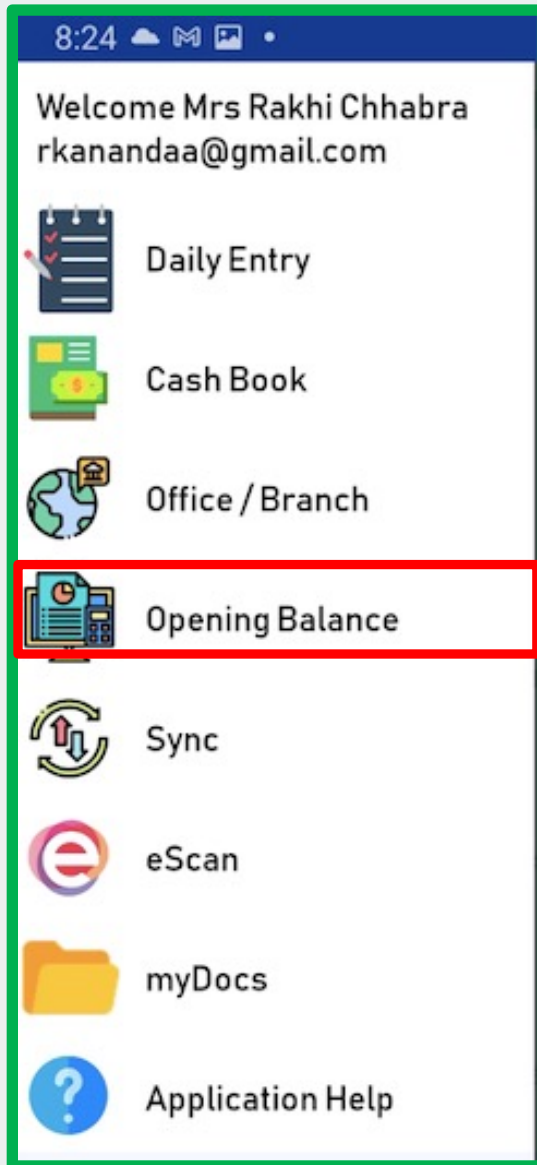 8:24
Welcome Mrs Rakhi Chhabra
rkanandaa@gmail.com
Daily Entry
Cash Book
Office / Branch
Opening Balance
Sync
eScan
myDocs
Application Help